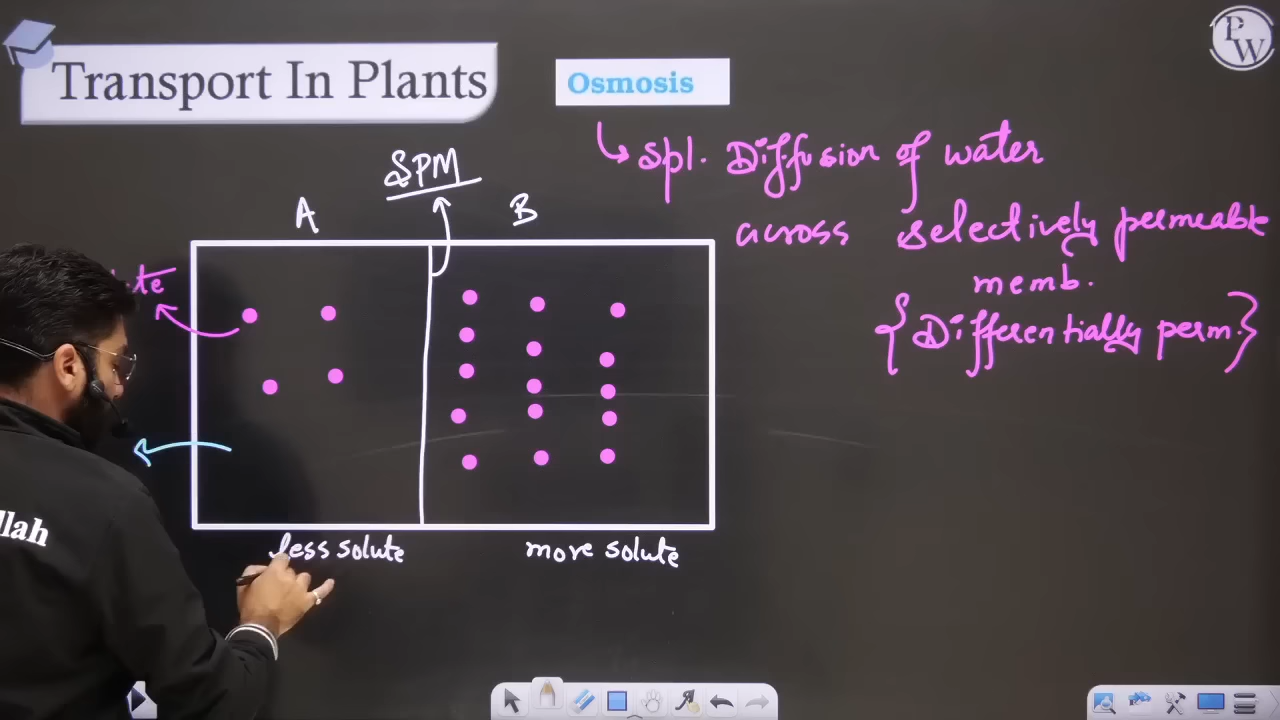 PW
Transport In Plants
Osmosis
↳ spl. Diffusion of water
across selectively permeable
memb.
{Differentially perm.}
SPM
A
B
less solute
more solute
llah